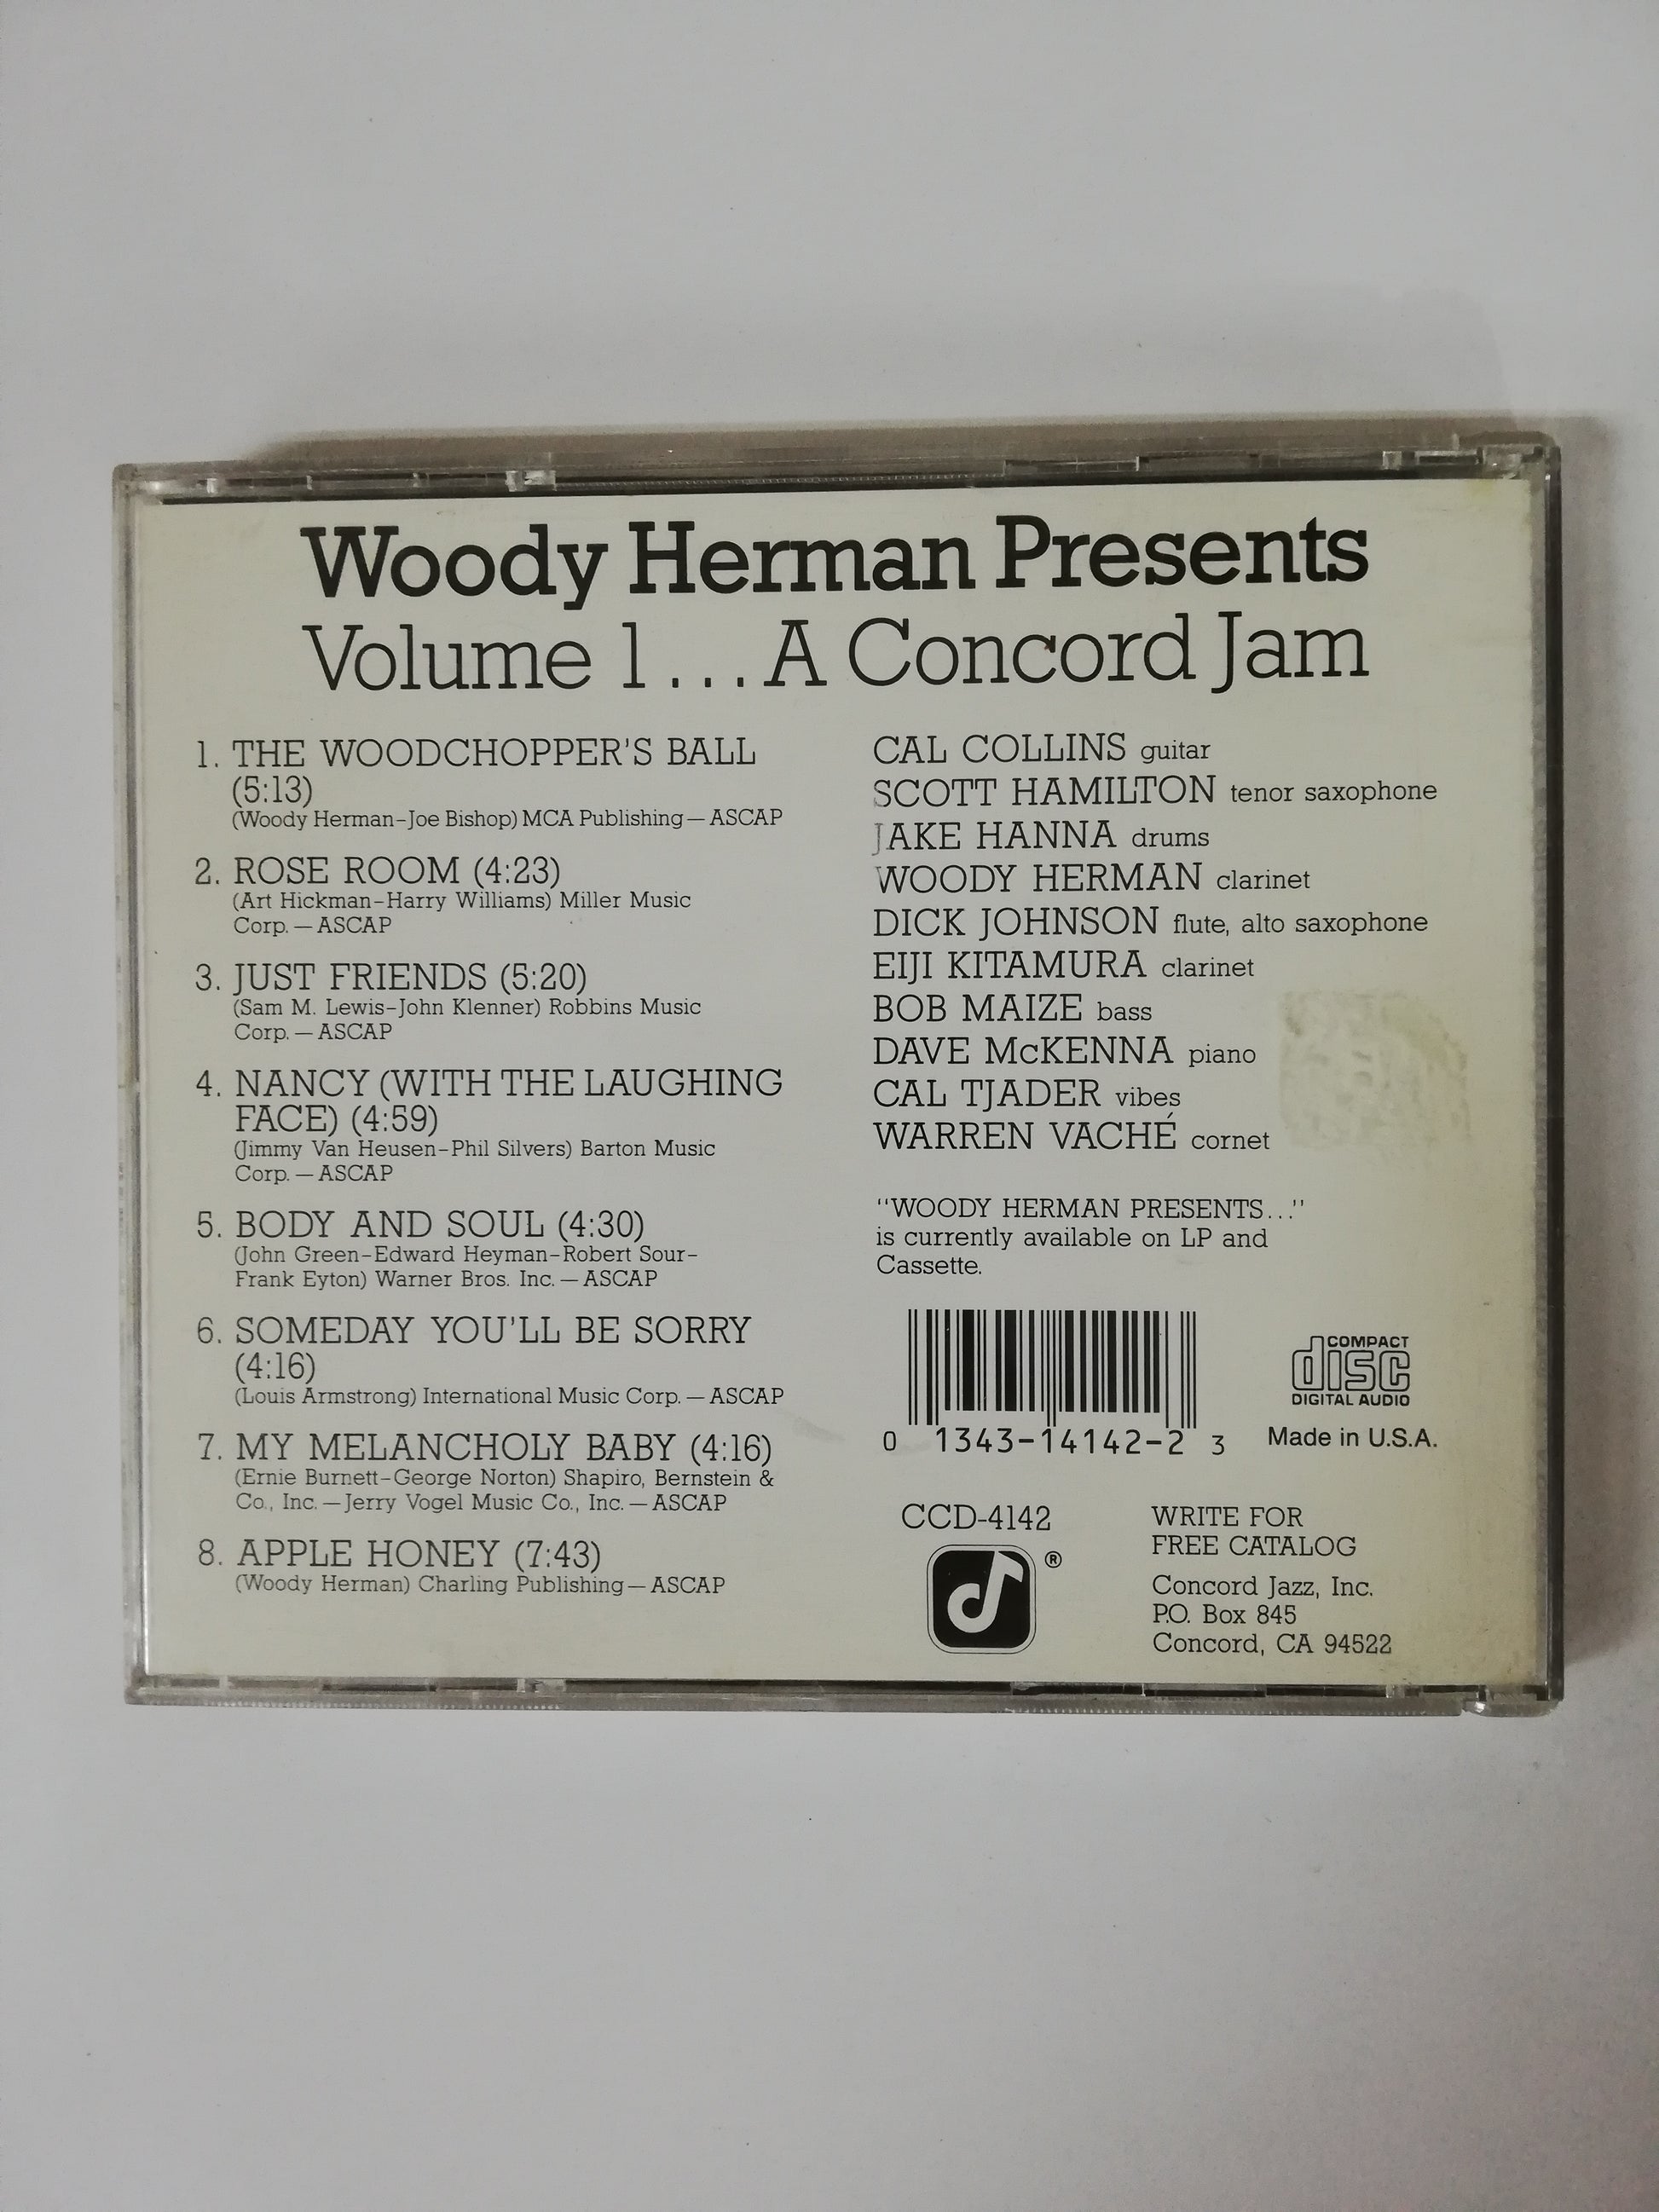 Woody Herman Presents
Volume 1...A Concord Jam
1. THE WOODCHOPPER'S BALL
(5:13)
(Woody Herman-Joe Bishop) MCA Publishing—ASCAP
2. ROSE ROOM (4:23)
(Art Hickman-Harry Williams) Miller Music
Corp.—ASCAP
3. JUST FRIENDS (5:20)
(Sam M. Lewis-John Klenner) Robbins Music
Corp.—ASCAP
4. NANCY (WITH THE LAUGHING
FACE) (4:59)
(Jimmy Van Heusen-Phil Silvers) Barton Music
Corp.—ASCAP
5. BODY AND SOUL (4:30)
(John Green-Edward Heyman-Robert Sour-
Frank Eyton) Warner Bros. Inc.—ASCAP
6. SOMEDAY YOU'LL BE SORRY
(4:16)
(Louis Armstrong) International Music Corp.—ASCAP
7. MY MELANCHOLY BABY (4:16)
(Ernie Burnett-George Norton) Shapiro, Bernstein &
Co., Inc.—Jerry Vogel Music Co., Inc.—ASCAP
8. APPLE HONEY (7:43)
(Woody Herman) Charling Publishing—ASCAP
CAL COLLINS guitar
SCOTT HAMILTON tenor saxophone
JAKE HANNA drums
WOODY HERMAN clarinet
DICK JOHNSON flute, alto saxophone
EIJI KITAMURA clarinet
BOB MAIZE bass
DAVE McKENNA piano
CAL TJADER vibes
WARREN VACHÉ cornet
"WOODY HERMAN PRESENTS..."
is currently available on LP and
Cassette.
0 1343-14142-2 3
COMPACT
disc
DIGITAL AUDIO
Made in U.S.A.
CCD-4142
®
WRITE FOR
FREE CATALOG
Concord Jazz, Inc.
P.O. Box 845
Concord, CA 94522